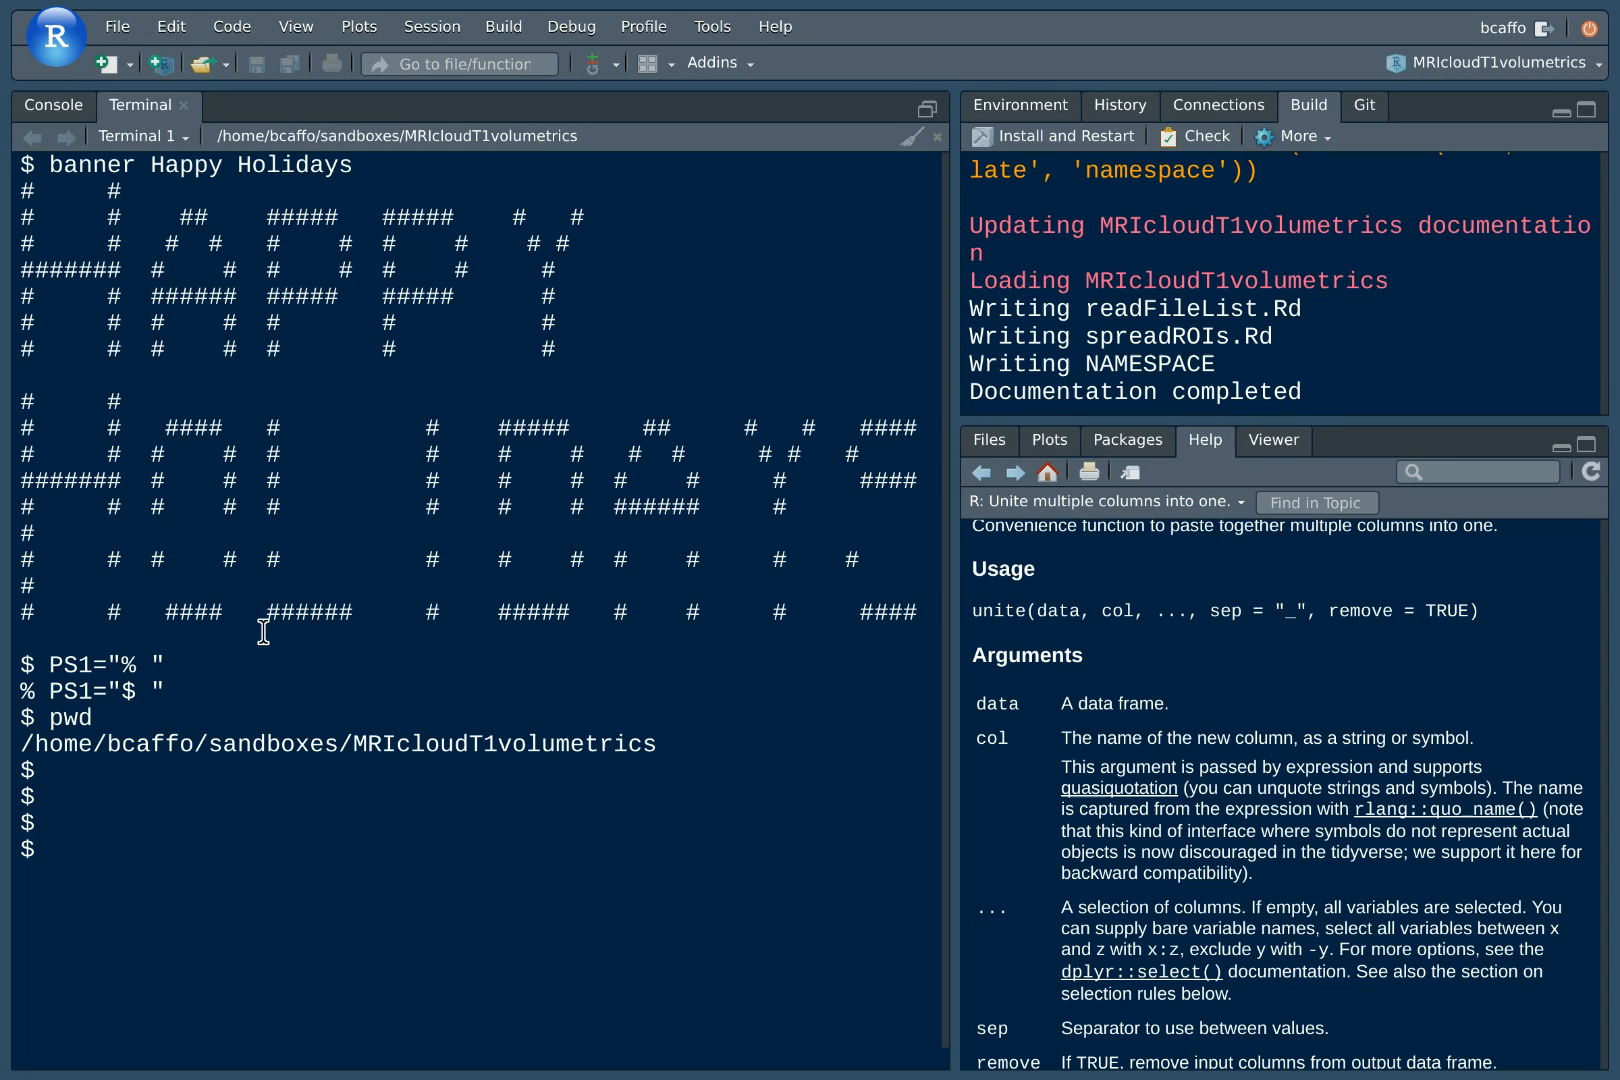 R File Edit Code View Plots Session Build Debug Profile Tools Help bcaffo
Go to file/function Addins MRIcloudT1volumetrics
Console Terminal
Terminal 1 /home/bcaffo/sandboxes/MRIcloudT1volumetrics
$ banner Happy Holidays
#     #
#     #    ##    #####   #####    #   #
#     #   #  #   #    #  #    #    # #
#######  #    #  #    #  #    #     #
#     #  ######  #####   #####      #
#     #  #    #  #       #          #
#     #  #    #  #       #          #
#     #
#     #   ####   #          #    #####     ##     #   #   ####
#     #  #    #  #          #    #    #   #  #     # #   #
#######  #    #  #          #    #    #  #    #     #     ####
#     #  #    #  #          #    #    #  ######     #
#
#     #  #    #  #          #    #    #  #    #     #    #
#
#     #   ####   ######     #    #####   #    #     #     ####
$ PS1="% "
% PS1="$ "
$ pwd
/home/bcaffo/sandboxes/MRIcloudT1volumetrics
$
$
$
$
Environment History Connections Build Git
Install and Restart Check More
late', 'namespace'))
Updating MRIcloudT1volumetrics documentatio
n
Loading MRIcloudT1volumetrics
Writing readFileList.Rd
Writing spreadROIs.Rd
Writing NAMESPACE
Documentation completed
Files Plots Packages Help Viewer
R: Unite multiple columns into one. Find in Topic
Convenience function to paste together multiple columns into one.
Usage
unite(data, col, ..., sep = "_", remove = TRUE)
Arguments
data A data frame.
col The name of the new column, as a string or symbol.
This argument is passed by expression and supports
quasiquotation (you can unquote strings and symbols). The name
is captured from the expression with rlang::quo_name() (note
that this kind of interface where symbols do not represent actual
objects is now discouraged in the tidyverse; we support it here for
backward compatibility).
... A selection of columns. If empty, all variables are selected. You
can supply bare variable names, select all variables between x
and z with x:z, exclude y with -y. For more options, see the
dplyr::select() documentation. See also the section on
selection rules below.
sep Separator to use between values.
remove If TRUE, remove input columns from output data frame.